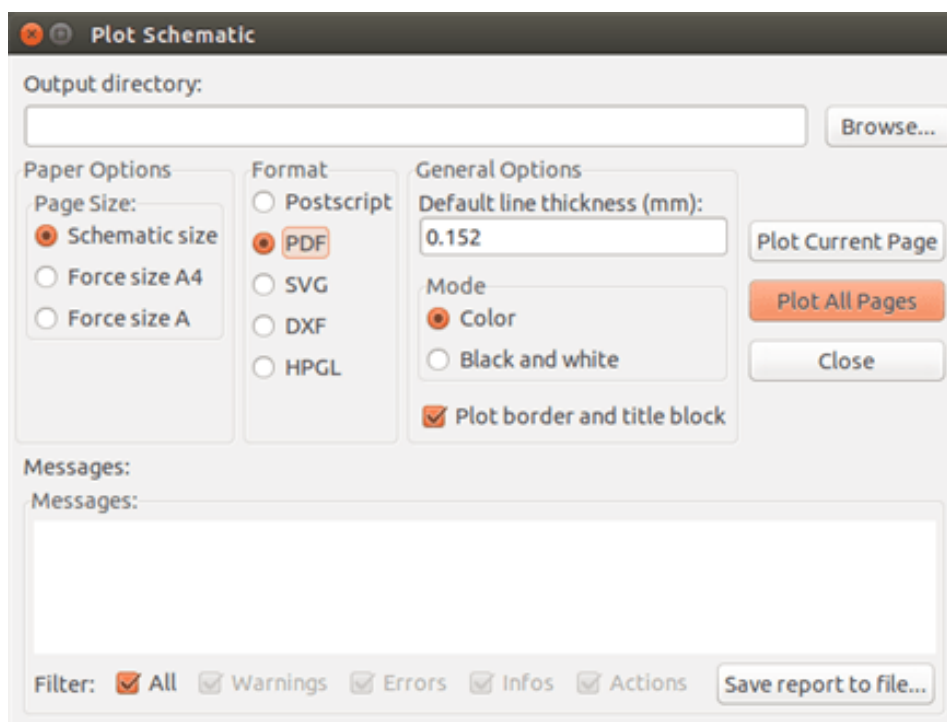 Plot Schematic
Output directory:
Browse...
Paper Options
Page Size:
Schematic size
Force size A4
Force size A
Format
Postscript
PDF
SVG
DXF
HPGL
General Options
Default line thickness (mm):
0.152
Mode
Color
Black and white
Plot border and title block
Plot Current Page
Plot All Pages
Close
Messages:
Messages:
Filter: All Warnings Errors Infos Actions Save report to file...